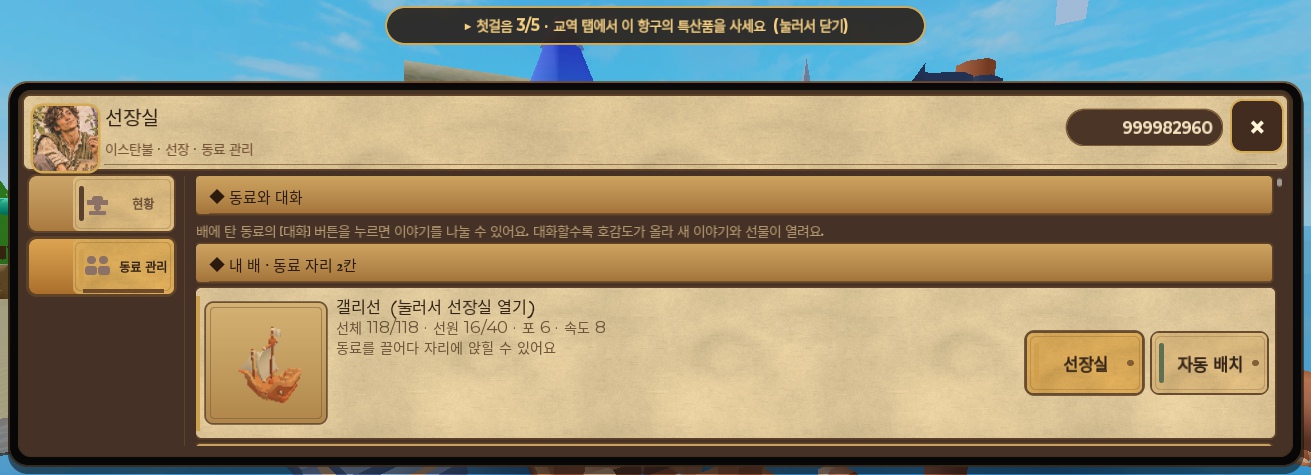 ▸ 첫걸음 3/5 · 교역 탭에서 이 항구의 특산품을 사세요 (눌러서 닫기)
선장실
이스탄불 · 선장 · 동료 관리
999982960
×
현황
동료 관리
◆ 동료와 대화
배에 탄 동료의 [대화] 버튼을 누르면 이야기를 나눌 수 있어요. 대화할수록 호감도가 올라 새 이야기와 선물이 열려요.
◆ 내 배 · 동료 자리 2칸
갤리선 (눌러서 선장실 열기)
선체 118/118 · 선원 16/40 · 포 6 · 속도 8
동료를 끌어다 자리에 앉힐 수 있어요
선장실
자동 배치